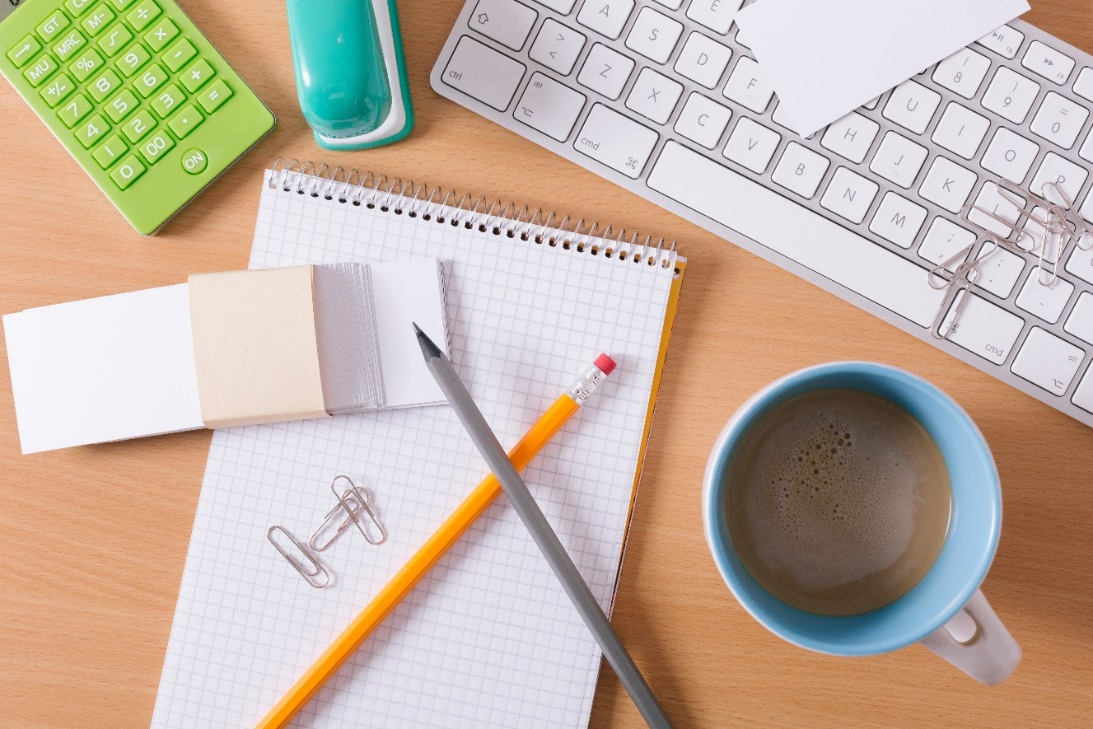 GT
MU MRC M-
+/- % √ ÷
7 8 9 ×
4 5 6 −
1 2 3 +
0 00 . =
ON
A S D E
> <
Z X C F
ctrl alt cmd ⌘
V B N M
H J K L
U I O P
8 (
9 )
0 =
-
:
;
⌘ cmd
alt